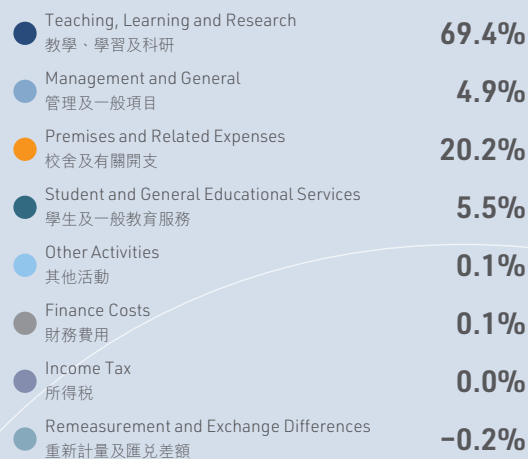 Teaching, Learning and Research
教學、學習及科研
69.4%
Management and General
管理及一般項目
4.9%
Premises and Related Expenses
校舍及有關開支
20.2%
Student and General Educational Services
學生及一般教育服務
5.5%
Other Activities
其他活動
0.1%
Finance Costs
財務費用
0.1%
Income Tax
所得税
0.0%
Remeasurement and Exchange Differences
重新計量及匯兑差額
−0.2%